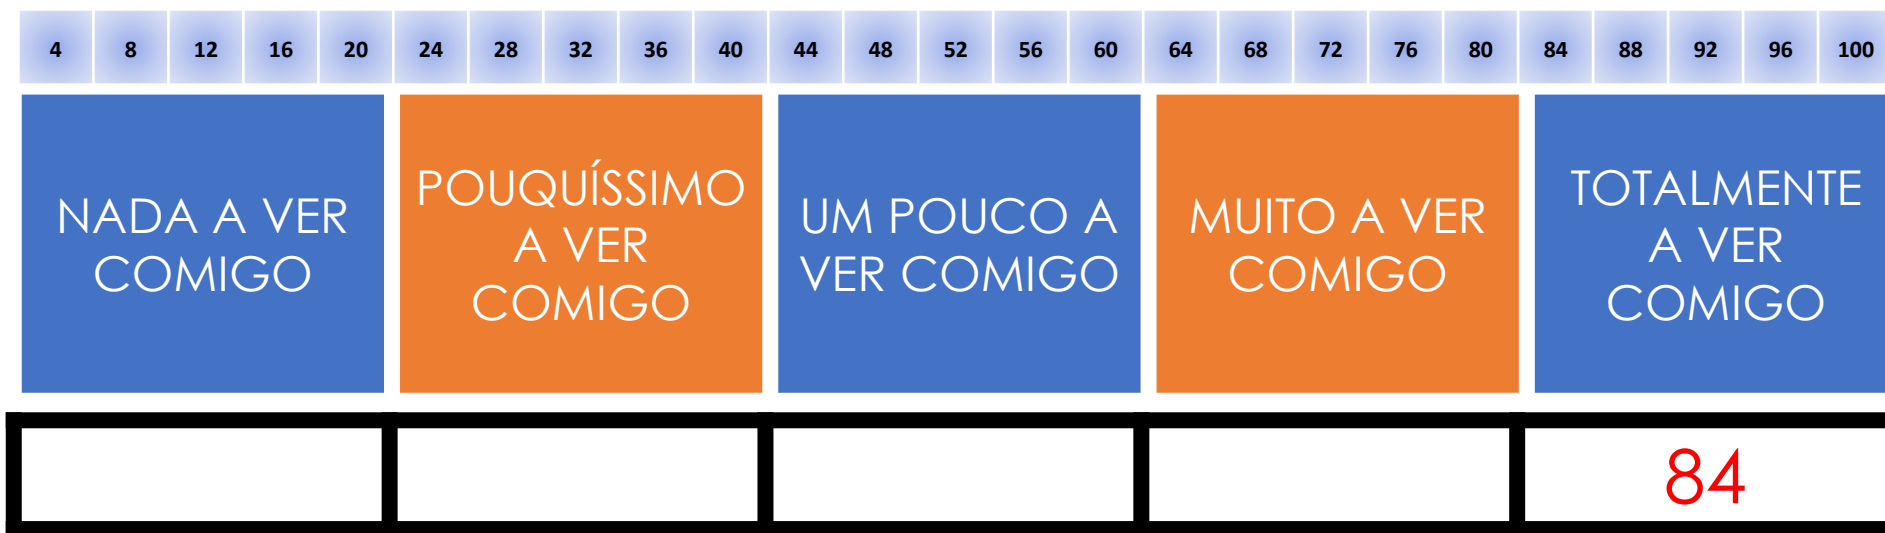 4 8 12 16 20 24 28 32 36 40 44 48 52 56 60 64 68 72 76 80 84 88 92 96 100
NADA A VER
COMIGO
POUQUÍSSIMO
A VER
COMIGO
UM POUCO A
VER COMIGO
MUITO A VER
COMIGO
TOTALMENTE
A VER
COMIGO
84